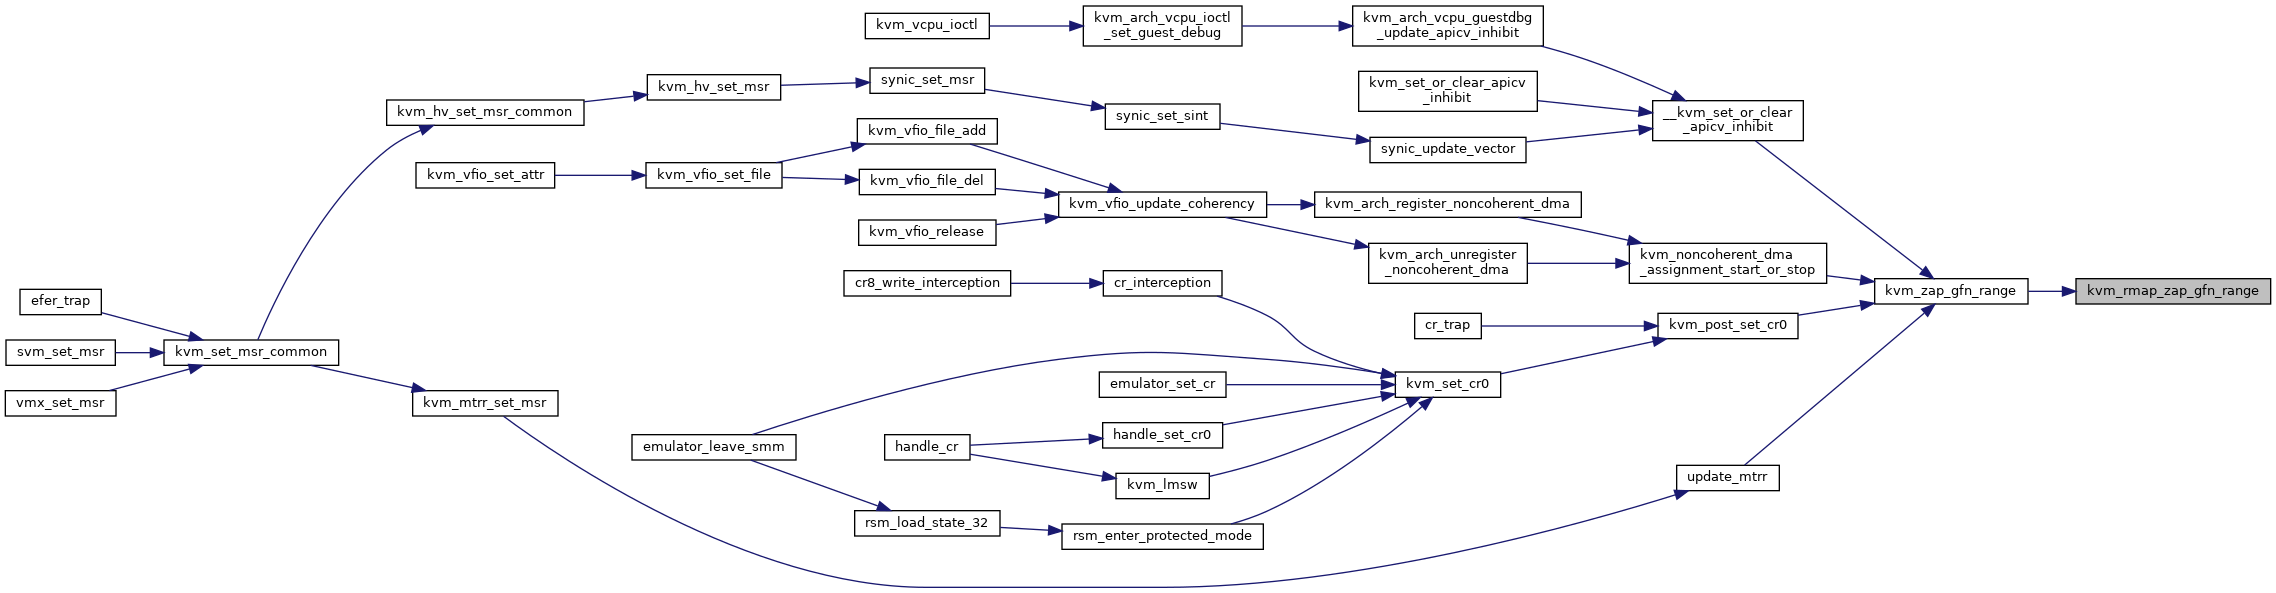 kvm_vcpu_ioctl
kvm_arch_vcpu_ioctl
_set_guest_debug
kvm_arch_vcpu_guestdbg
_update_apicv_inhibit
kvm_hv_set_msr_common
kvm_hv_set_msr
synic_set_msr
synic_set_sint
kvm_set_or_clear_apicv
_inhibit
synic_update_vector
__kvm_set_or_clear
_apicv_inhibit
kvm_vfio_set_attr
kvm_vfio_set_file
kvm_vfio_file_add
kvm_vfio_file_del
kvm_vfio_release
kvm_vfio_update_coherency
kvm_arch_register_noncoherent_dma
kvm_arch_unregister
_noncoherent_dma
kvm_noncoherent_dma
_assignment_start_or_stop
cr8_write_interception
cr_interception
kvm_zap_gfn_range
kvm_rmap_zap_gfn_range
efer_trap
svm_set_msr
vmx_set_msr
kvm_set_msr_common
kvm_mtrr_set_msr
cr_trap
kvm_post_set_cr0
emulator_set_cr
kvm_set_cr0
emulator_leave_smm
handle_cr
handle_set_cr0
kvm_lmsw
update_mtrr
rsm_load_state_32
rsm_enter_protected_mode